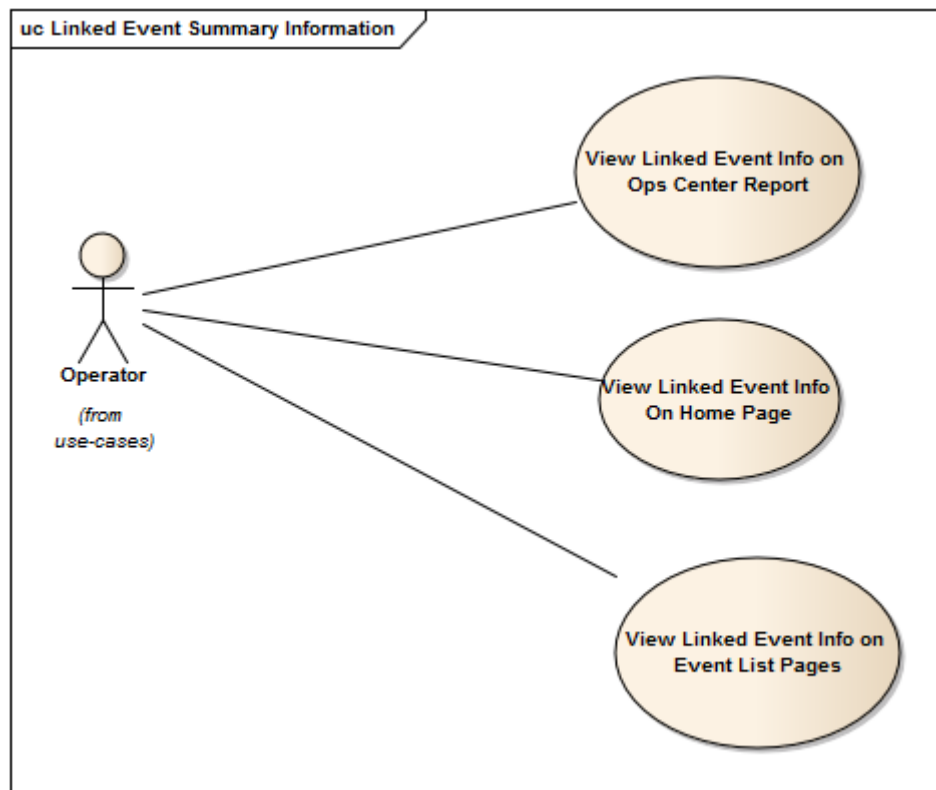 uc Linked Event Summary Information
View Linked Event Info on
Ops Center Report
Operator
(from
use-cases)
View Linked Event Info
On Home Page
View Linked Event Info on
Event List Pages